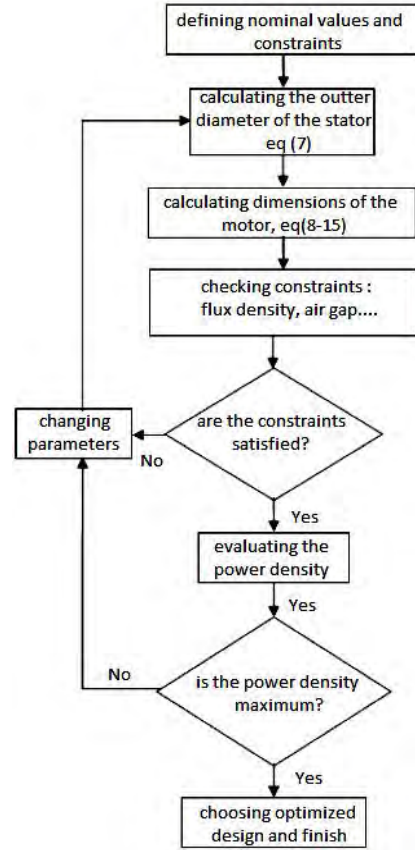 defining nominal values and
constraints
calculating the outter
diameter of the stator
eq (7)
calculating dimensions of the
motor, eq(8-15)
checking constraints :
flux density, air gap....
changing
parameters
No
are the constraints
satisfied?
Yes
evaluating the
power density
Yes
No
is the power density
maximum?
Yes
choosing optimized
design and finish